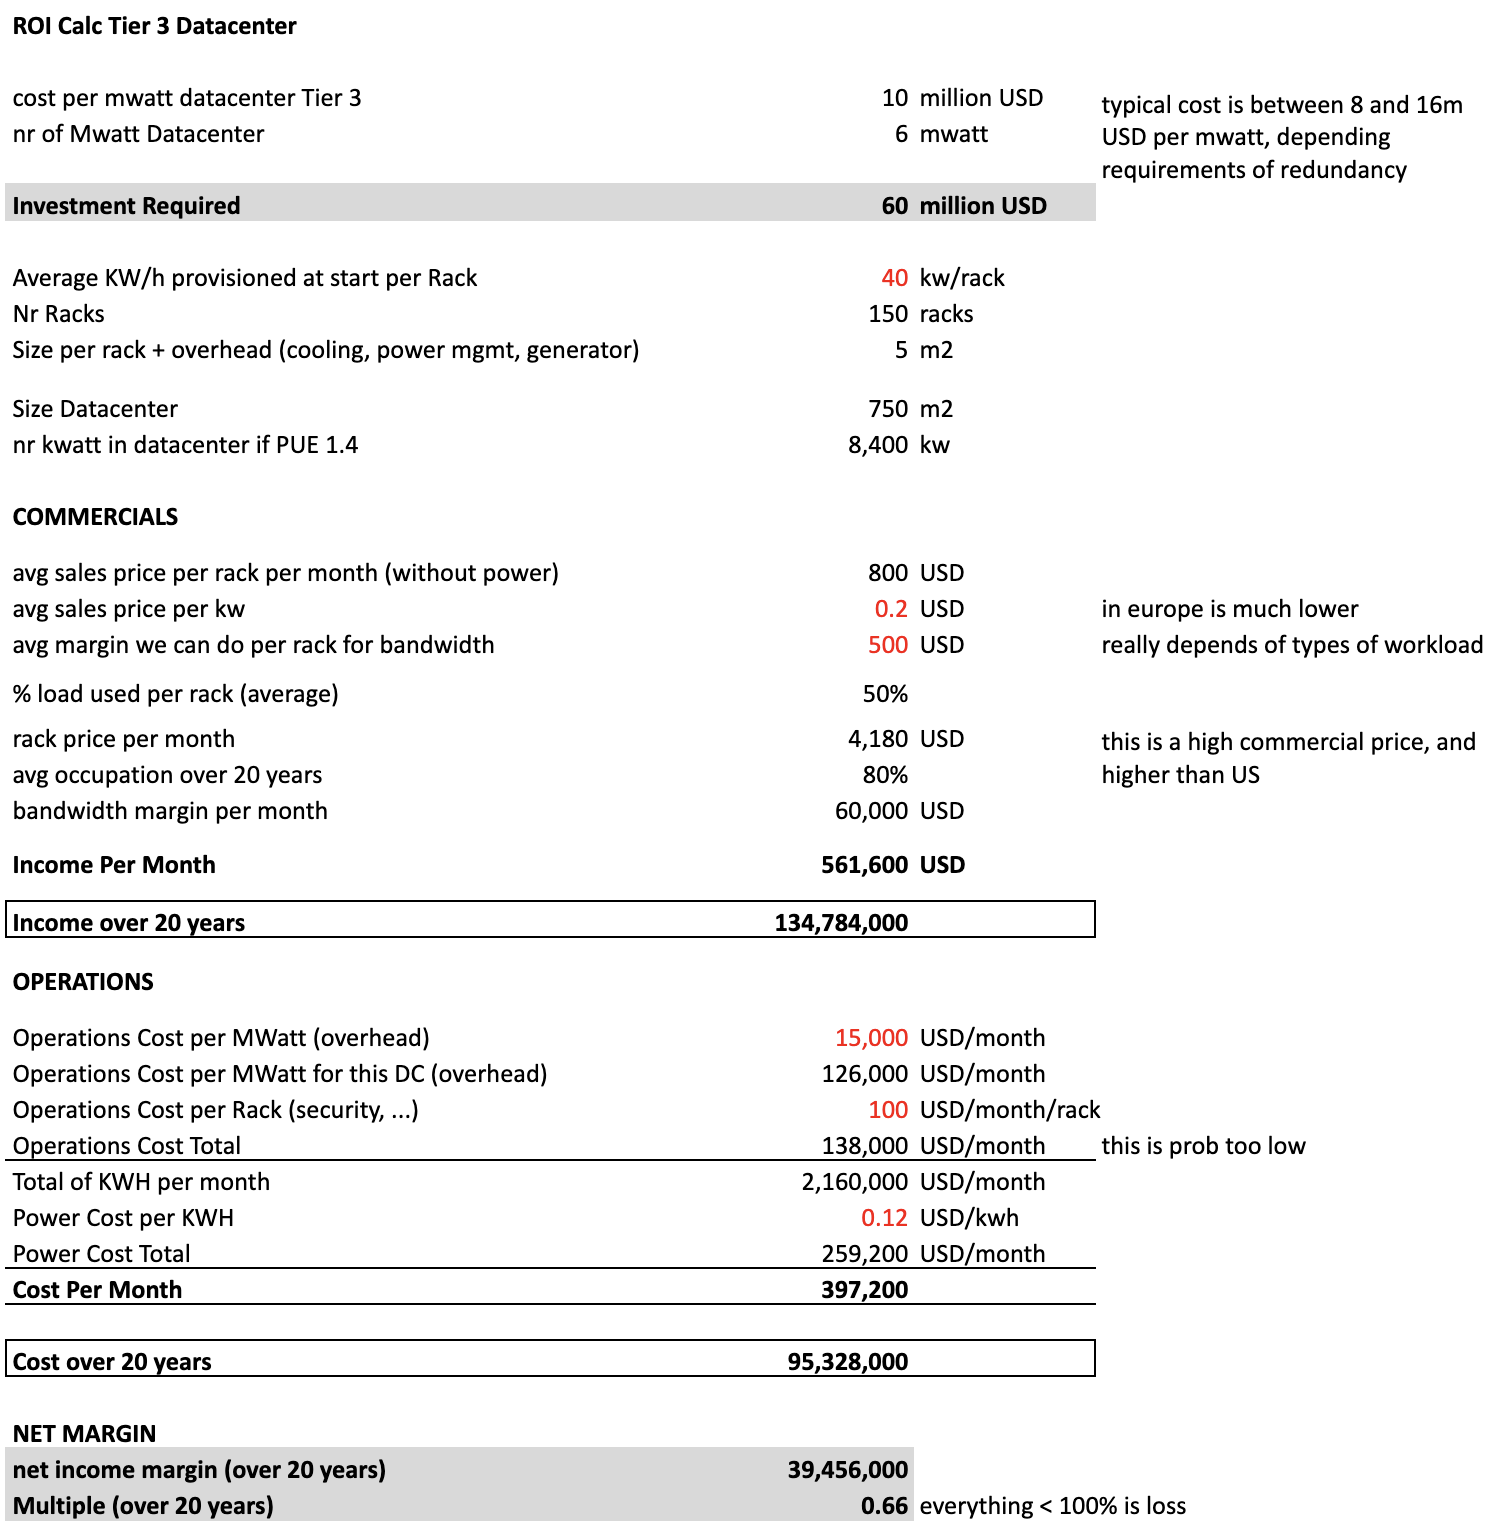 ROI Calc Tier 3 Datacenter
cost per mwatt datacenter Tier 3 10 million USD
typical cost is between 8 and 16m
nr of Mwatt Datacenter 6 mwatt
USD per mwatt, depending
requirements of redundancy
Investment Required 60 million USD
Average KW/h provisioned at start per Rack 40 kw/rack
Nr Racks 150 racks
Size per rack + overhead (cooling, power mgmt, generator) 5 m2
Size Datacenter 750 m2
nr kwatt in datacenter if PUE 1.4 8,400 kw
COMMERCIALS
avg sales price per rack per month (without power) 800 USD
avg sales price per kw 0.2 USD in europe is much lower
avg margin we can do per rack for bandwidth 500 USD really depends of types of workload
% load used per rack (average) 50%
rack price per month 4,180 USD this is a high commercial price, and
avg occupation over 20 years 80% higher than US
bandwidth margin per month 60,000 USD
Income Per Month 561,600 USD
Income over 20 years 134,784,000
OPERATIONS
Operations Cost per MWatt (overhead) 15,000 USD/month
Operations Cost per MWatt for this DC (overhead) 126,000 USD/month
Operations Cost per Rack (security, ...) 100 USD/month/rack
Operations Cost Total 138,000 USD/month this is prob too low
Total of KWH per month 2,160,000 USD/month
Power Cost per KWH 0.12 USD/kwh
Power Cost Total 259,200 USD/month
Cost Per Month 397,200
Cost over 20 years 95,328,000
NET MARGIN
net income margin (over 20 years) 39,456,000
Multiple (over 20 years) 0.66 everything < 100% is loss